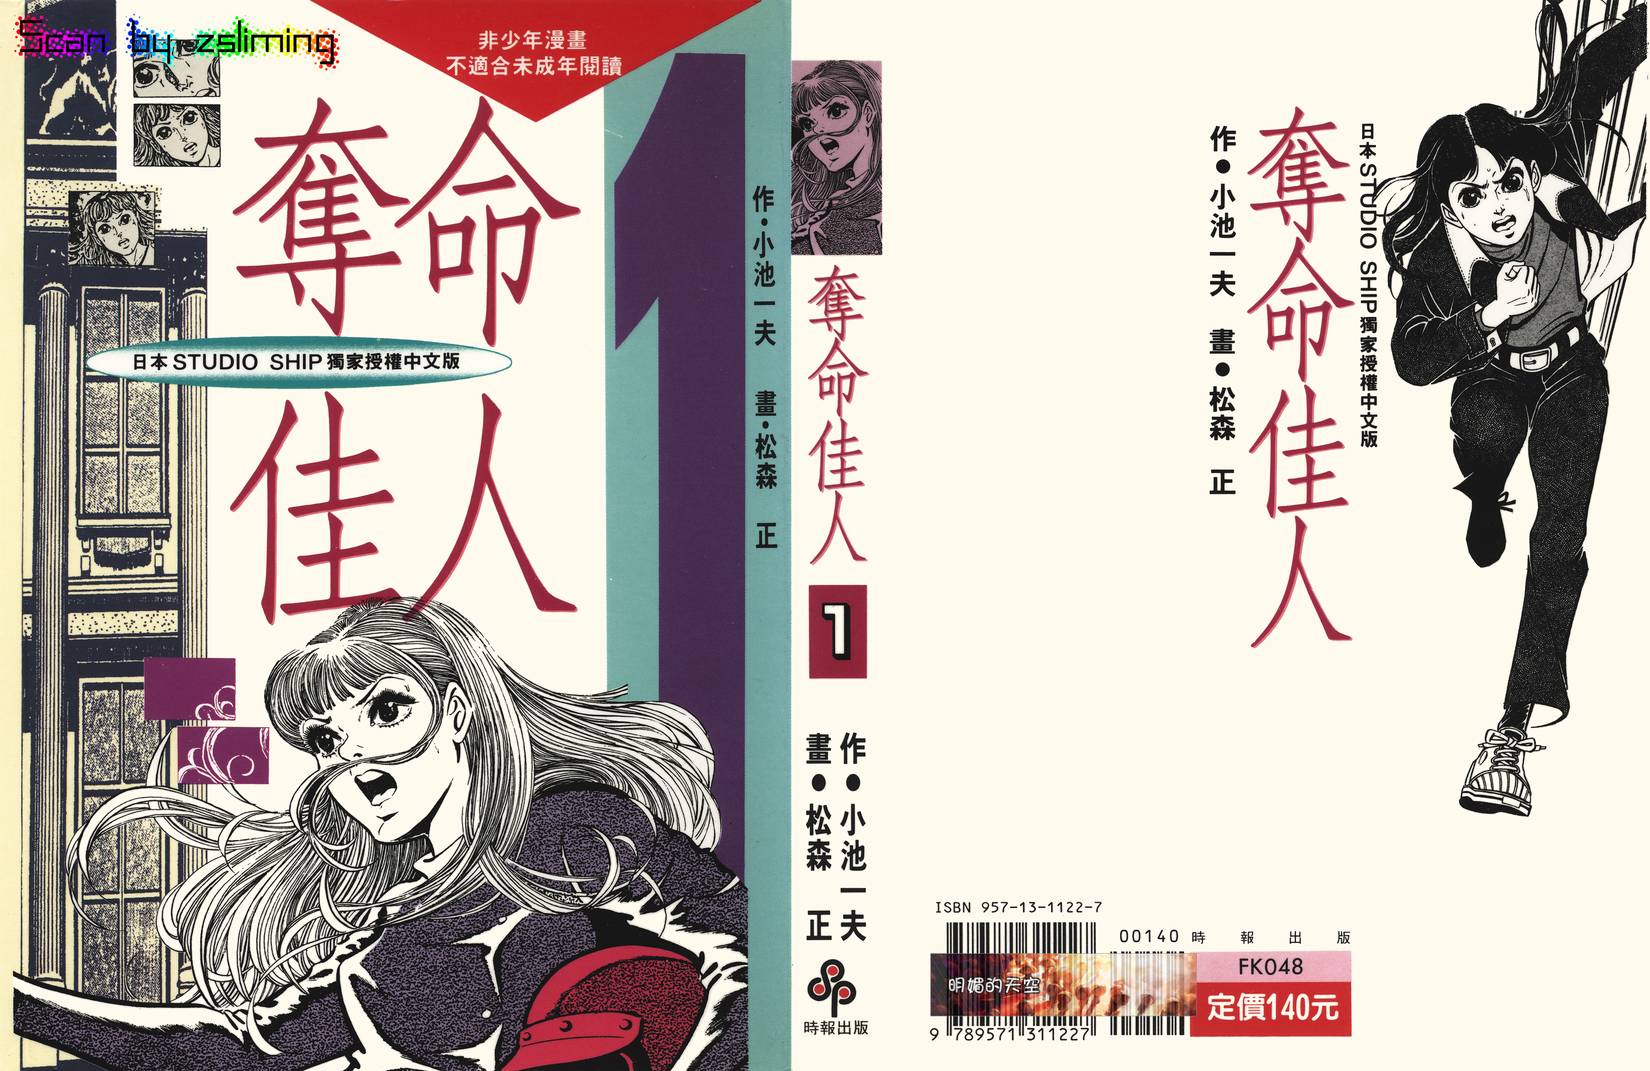 Scan by zsliming
非少年漫畫
不適合未成年閱讀
奪命
日本STUDIO SHIP獨家授權中文版
佳人
1
作・小池一夫 畫・松森 正
奪命佳人
1
作●小池一夫
畫●松森 正
時報出版
日本STUDIO SHIP獨家授權中文版
奪命佳人
作●小池一夫 畫●松森 正
ISBN 957-13-1122-7
00140 時報出版
FK048
明媚的天空
定價140元
9 789571 311227